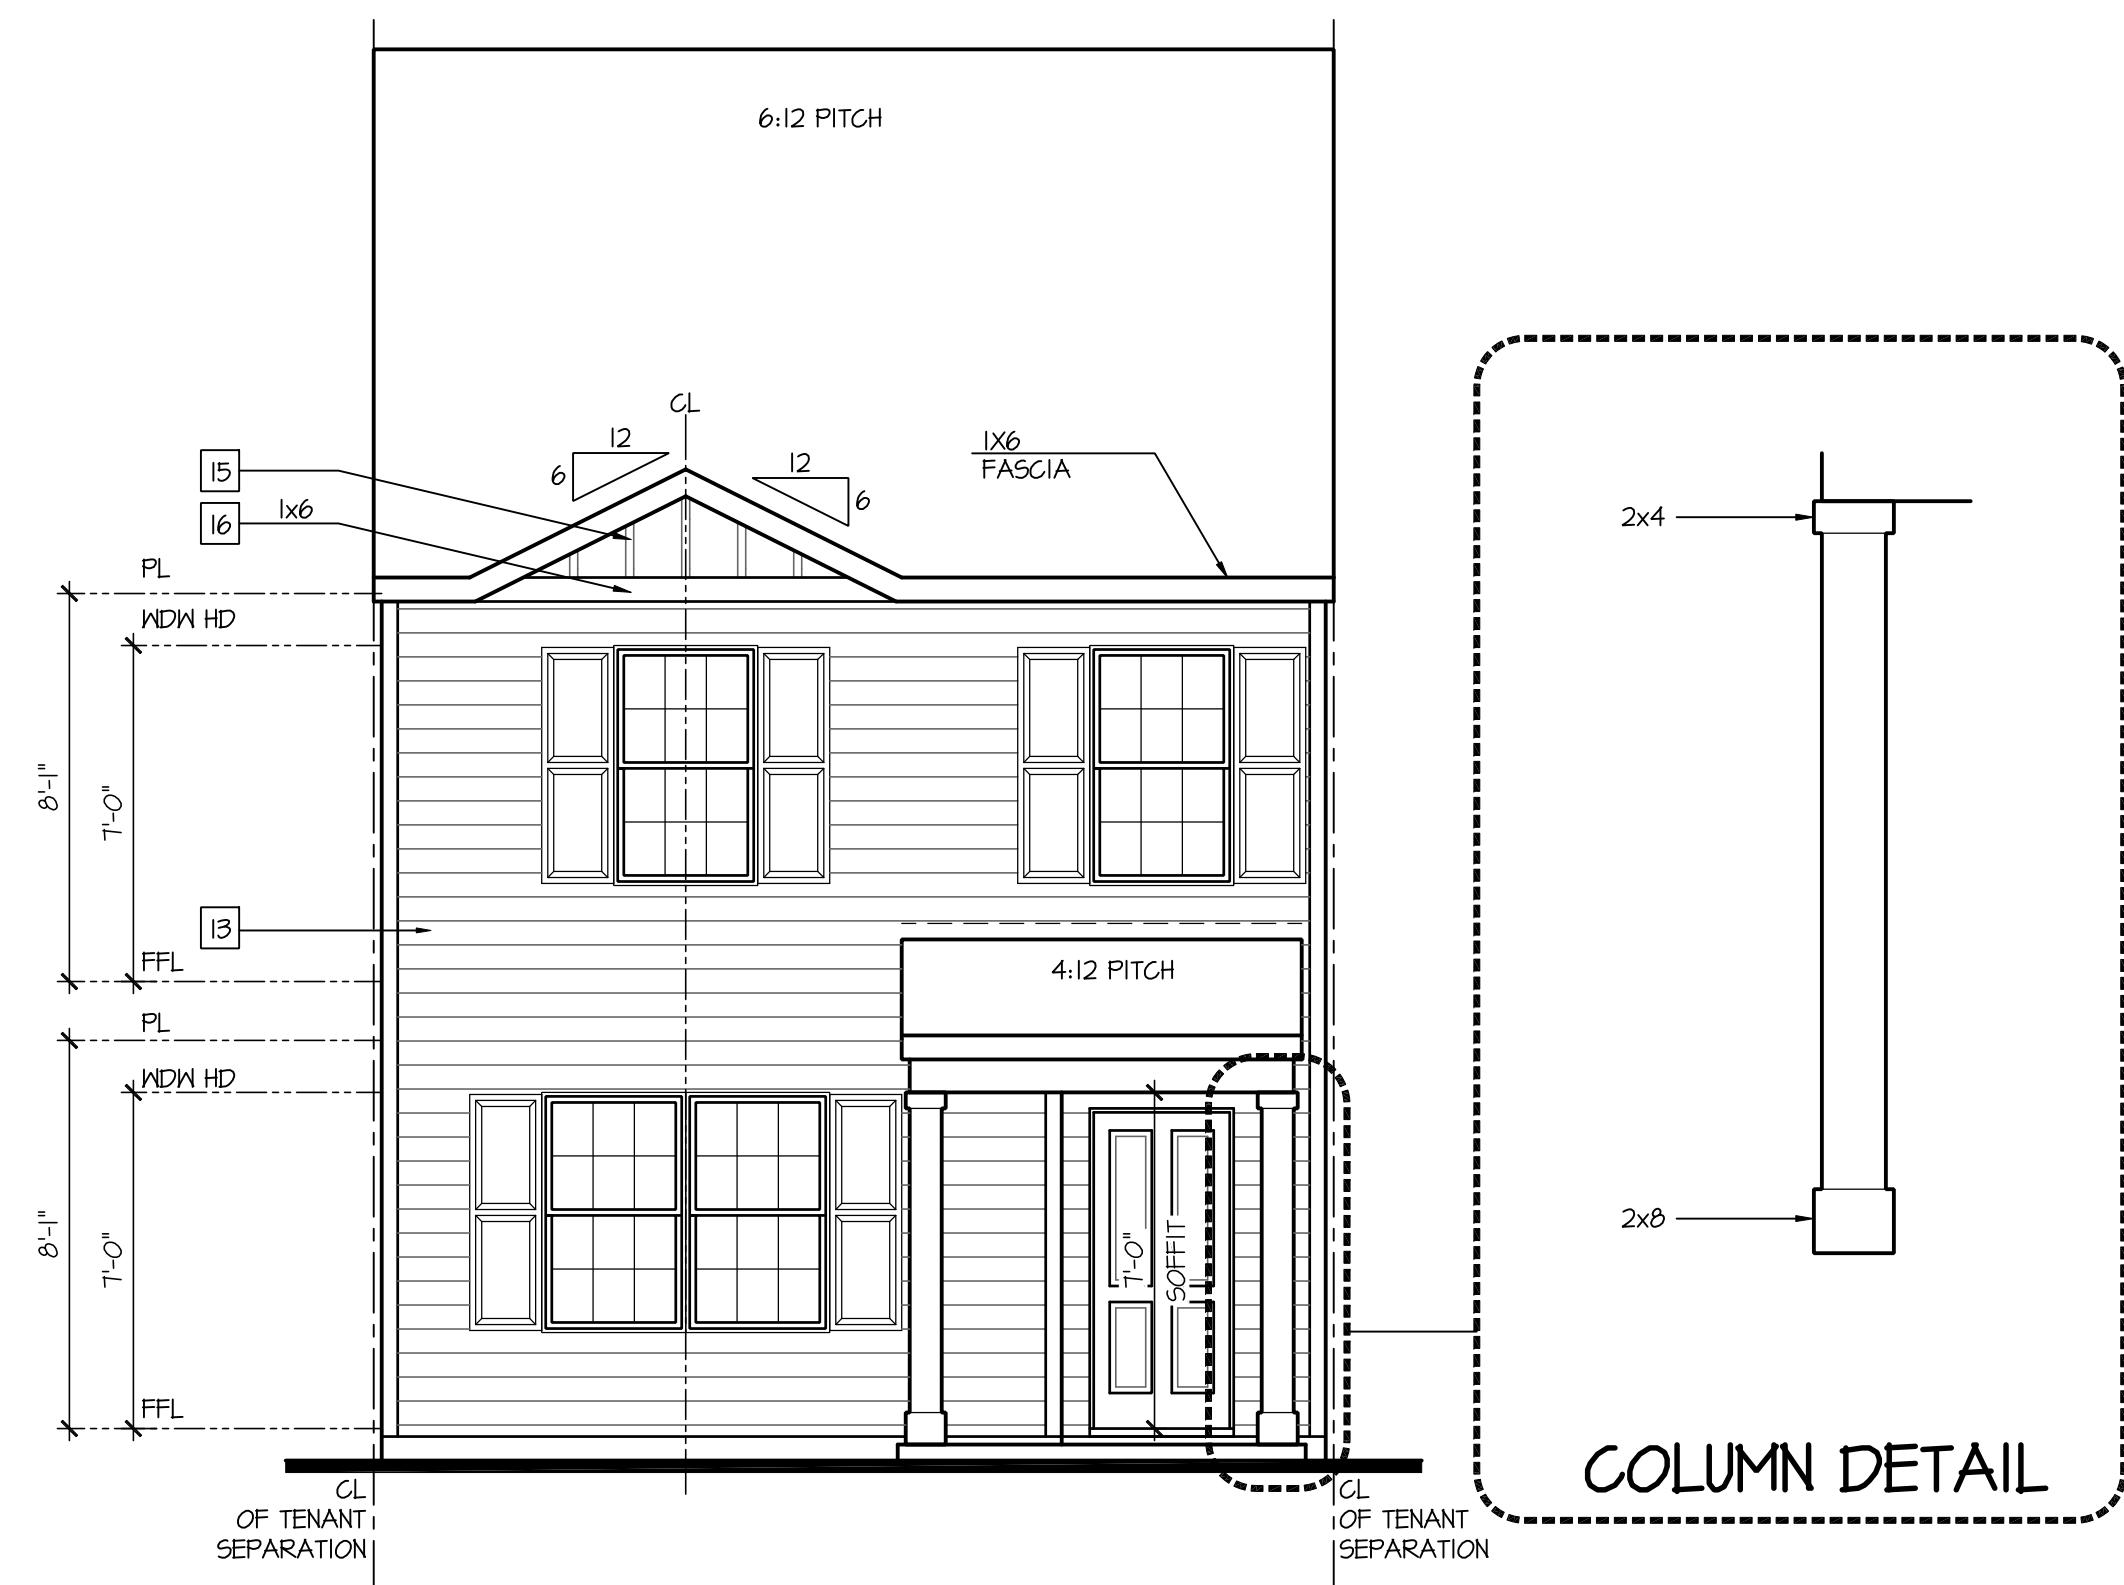 6:12 PITCH
CL
12
6
12
6
1X6
FASCIA
15
16
1x6
PL
WDW HD
8'-1"
7'-0"
13
FFL
4:12 PITCH
PL
WDW HD
8'-1"
7'-0"
7'-0"
SOFFIT
FFL
CL
OF TENANT
SEPARATION
CL
OF TENANT
SEPARATION
2x4
2x8
COLUMN DETAIL